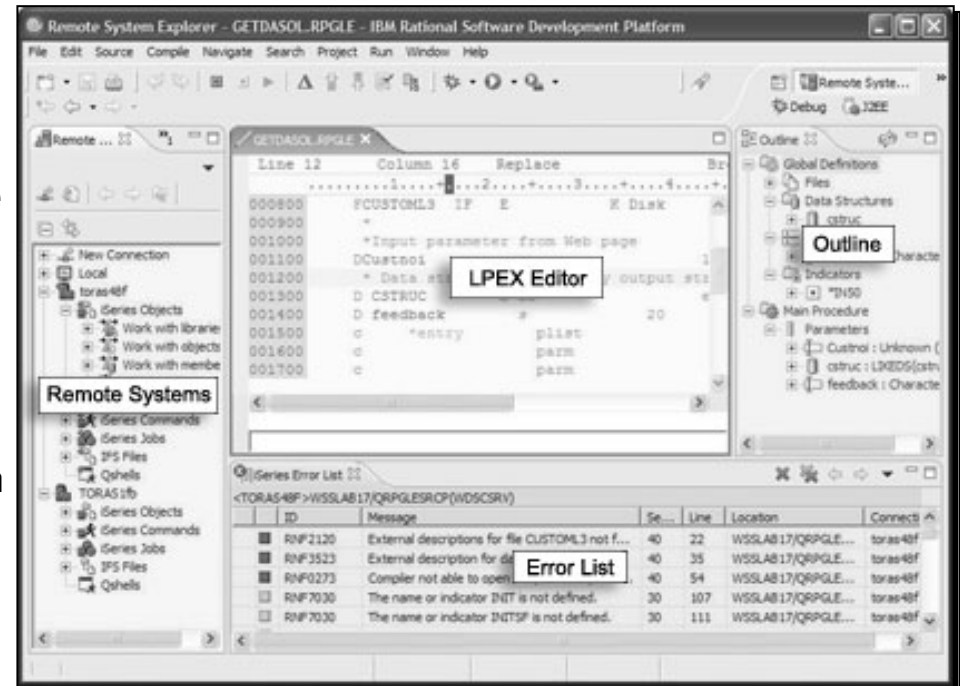 Remote System Explorer - GETDASOL.RPGLE - IBM Rational Software Development Platform
File Edit Source Compile Navigate Search Project Run Window Help
Remote Syste...
Debug J2EE
Remote ...
GETDASOL.RPGLE
Outline
Line 12 Column 16 Replace Br
.........1....+....2....+....3....+....4....+.
000800 FCUSTOML3 IF E K Disk
000900 *
001000 *Input parameter from Web page
001100 DCustnoi 1
001200 * Data st output str
001300 D CSTRUC e
001400 D feedback s 20
001500 c *entry plist
001600 c parm
001700 c parm
LPEX Editor
New Connection
Local
toras48f
iSeries Objects
Work with librarie
Work with objects
Work with membe
Remote Systems
iSeries Commands
iSeries Jobs
IFS Files
Qshells
TORAS1fb
iSeries Objects
iSeries Commands
iSeries Jobs
IFS Files
Qshells
Global Definitions
Files
Data Structures
cstruc
Outline
Characte
Indicators
*IN50
Main Procedure
Parameters
Custnoi : Unknown (
cstruc : LIKEDS(cstru
feedback : Characte
iSeries Error List
<TORAS48F>WSSLAB17/QRPGLESRCP(WDSCSRV)
ID Message Se... Line Location Connecti
RNF2120 External descriptions for file CUSTOML3 not f... 40 22 WSSLAB17/QRPGLE... toras48f
RNF3523 External description for da 40 35 WSSLAB17/QRPGLE... toras48f
RNF0273 Compiler not able to open 40 54 WSSLAB17/QRPGLE... toras48f
RNF7030 The name or indicator INIT is not defined. 30 107 WSSLAB17/QRPGLE... toras48f
RNF7030 The name or indicator INITSF is not defined. 30 111 WSSLAB17/QRPGLE... toras48f
Error List